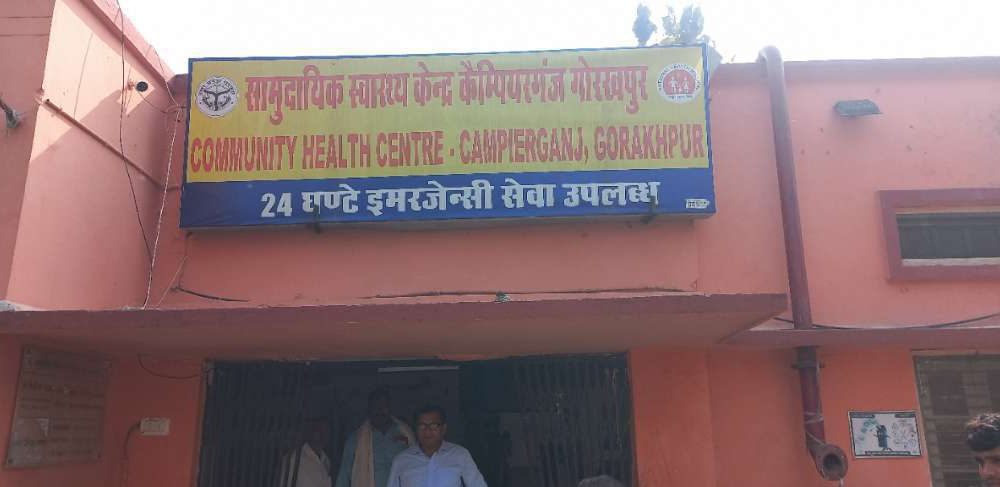 सामुदायिक स्वास्थ्य केन्द्र कैम्पियरगंज गोरखपुर
COMMUNITY HEALTH CENTRE - CAMPIERGANJ, GORAKHPUR
24 घण्टे इमरजेन्सी सेवा उपलब्ध